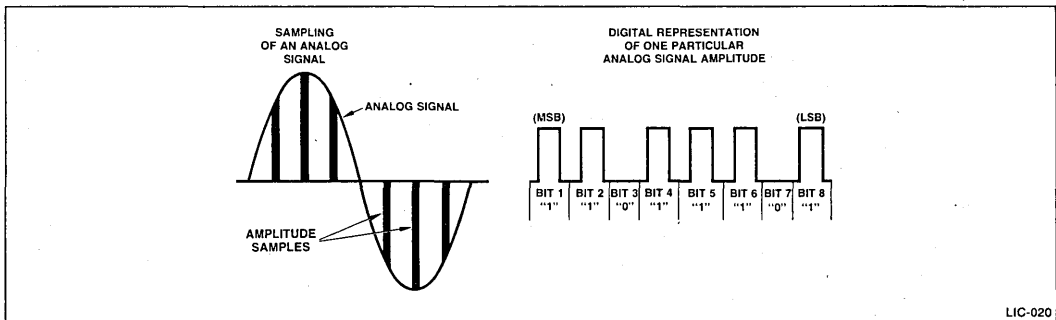 SAMPLING
OF AN ANALOG
SIGNAL
ANALOG SIGNAL
AMPLITUDE
SAMPLES
DIGITAL REPRESENTATION
OF ONE PARTICULAR
ANALOG SIGNAL AMPLITUDE
(MSB) (LSB)
BIT 1 BIT 2 BIT 3 BIT 4 BIT 5 BIT 6 BIT 7 BIT 8
"1" "1" "0" "1" "1" "1" "0" "1"
LIC-020